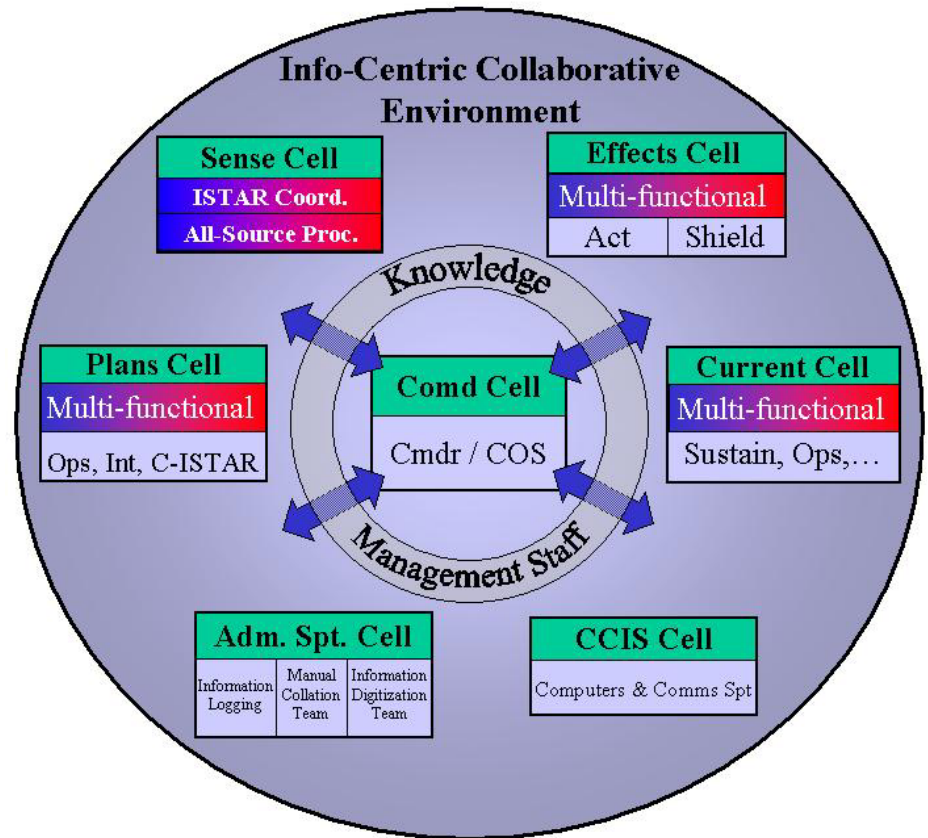 Info-Centric Collaborative
Environment
Sense Cell
ISTAR Coord.
All-Source Proc.
Effects Cell
Multi-functional
Act
Shield
Knowledge
Plans Cell
Multi-functional
Ops, Int, C-ISTAR
Comd Cell
Cmdr / COS
Current Cell
Multi-functional
Sustain, Ops,...
Management Staff
Adm. Spt. Cell
Information
Logging
Manual
Collation
Team
Information
Digitization
Team
CCIS Cell
Computers & Comms Spt